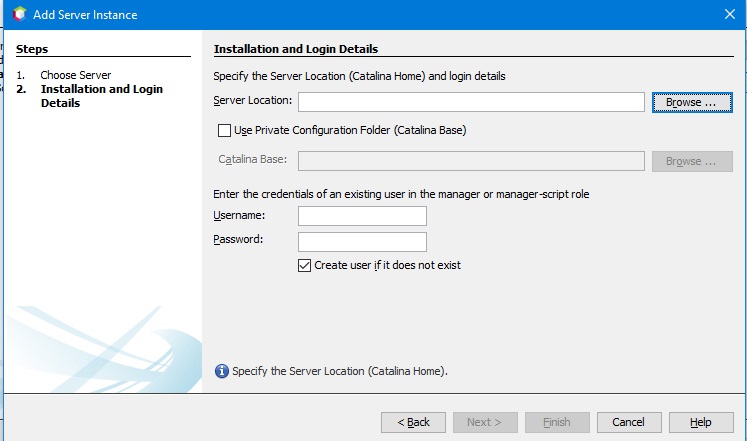 Add Server Instance
Steps
1. Choose Server
2. Installation and Login
Details
Installation and Login Details
Specify the Server Location (Catalina Home) and login details
Server Location:
Browse ...
Use Private Configuration Folder (Catalina Base)
Catalina Base:
Browse ...
Enter the credentials of an existing user in the manager or manager-script role
Username:
Password:
Create user if it does not exist
Specify the Server Location (Catalina Home).
< Back
Next >
Finish
Cancel
Help